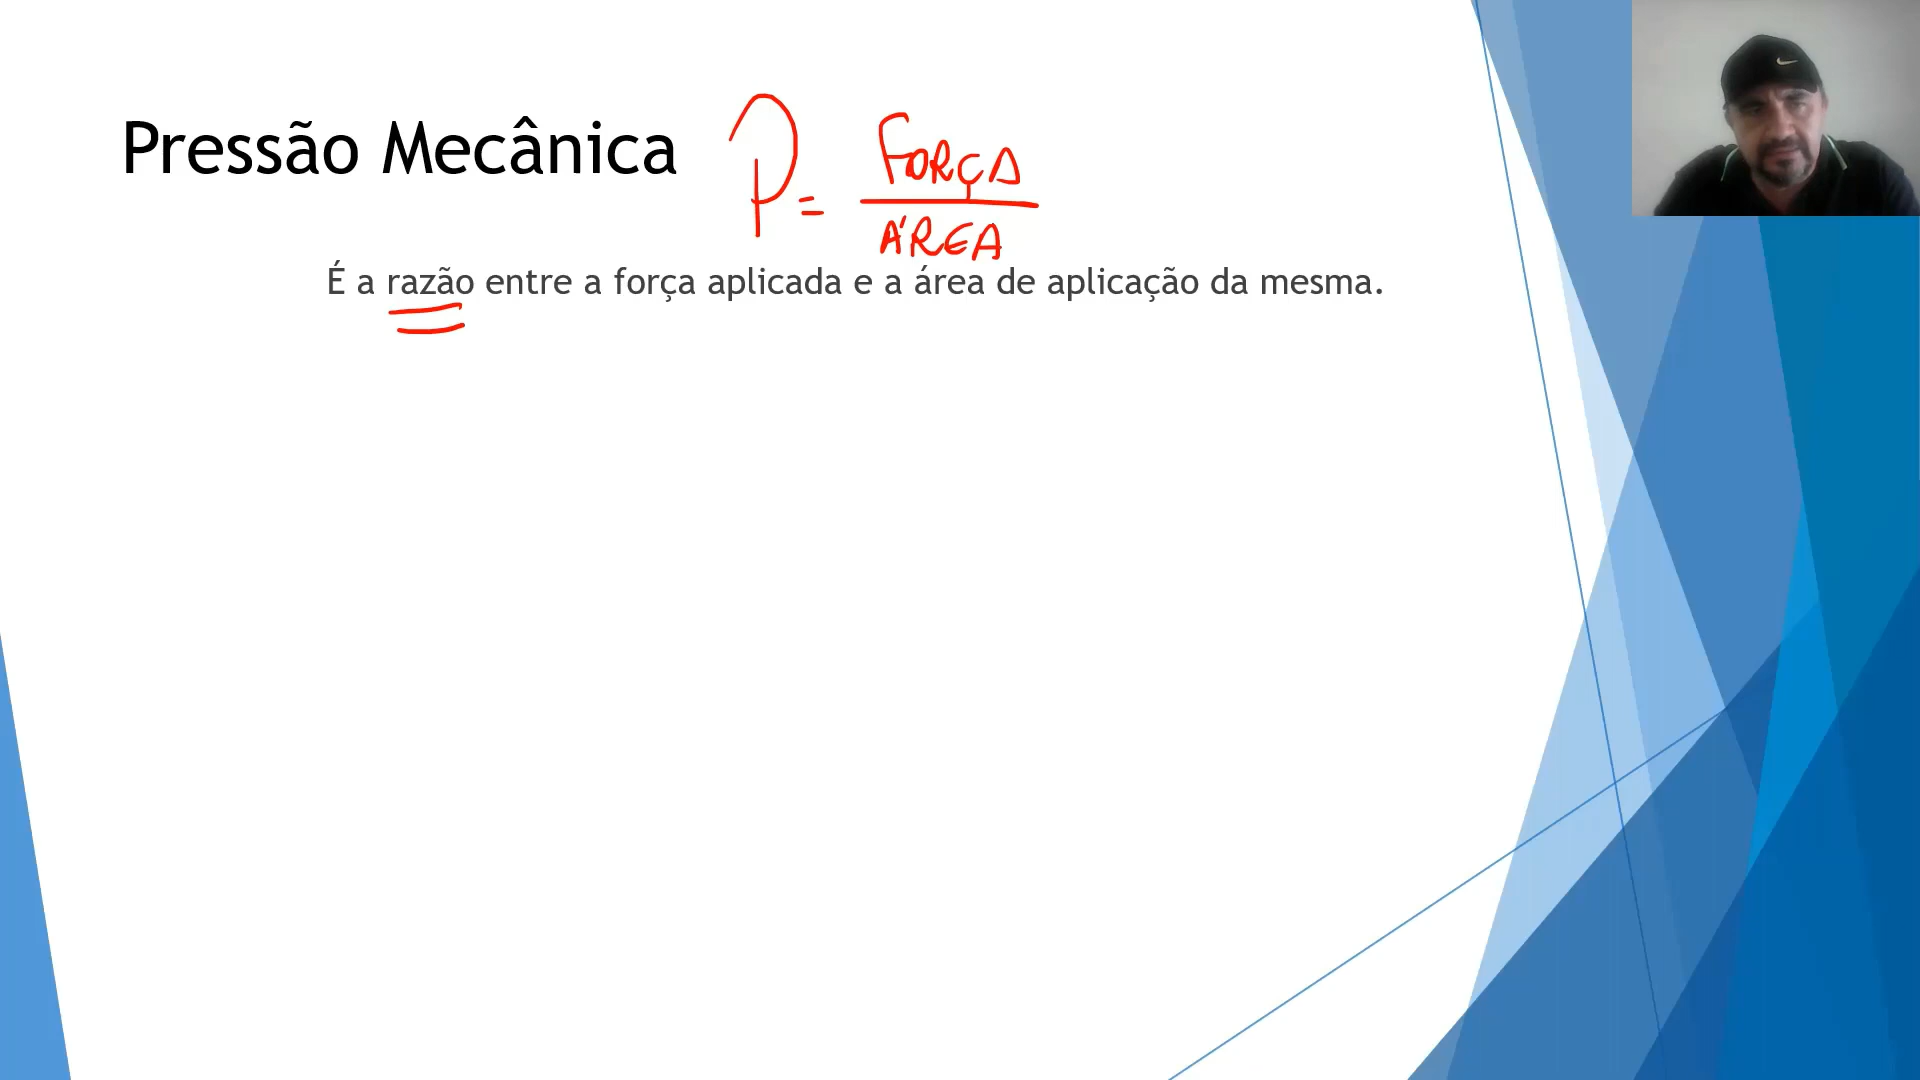 Pressão Mecânica
P = FORÇA
ÁREA
É a razão entre a força aplicada e a área de aplicação da mesma.